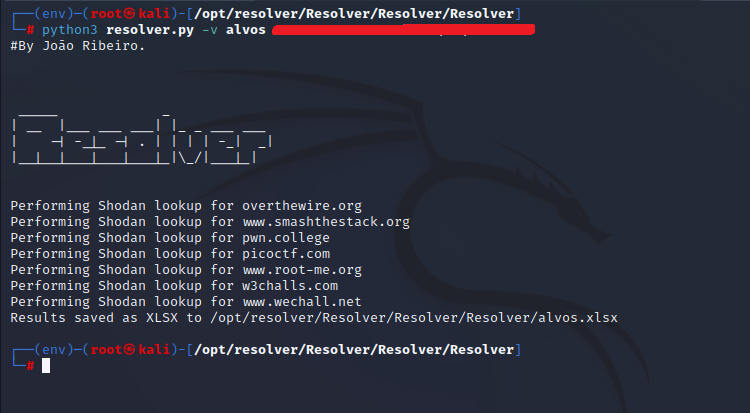 (env)-(root㉿kali)-[/opt/resolver/Resolver/Resolver/Resolver]
# python3 resolver.py -v alvos
#By João Ribeiro.
Resolver
Performing Shodan lookup for overthewire.org
Performing Shodan lookup for www.smashthestack.org
Performing Shodan lookup for pwn.college
Performing Shodan lookup for picoctf.com
Performing Shodan lookup for www.root-me.org
Performing Shodan lookup for w3challs.com
Performing Shodan lookup for www.wechall.net
Results saved as XLSX to /opt/resolver/Resolver/Resolver/Resolver/alvos.xlsx
(env)-(root㉿kali)-[/opt/resolver/Resolver/Resolver/Resolver]
#